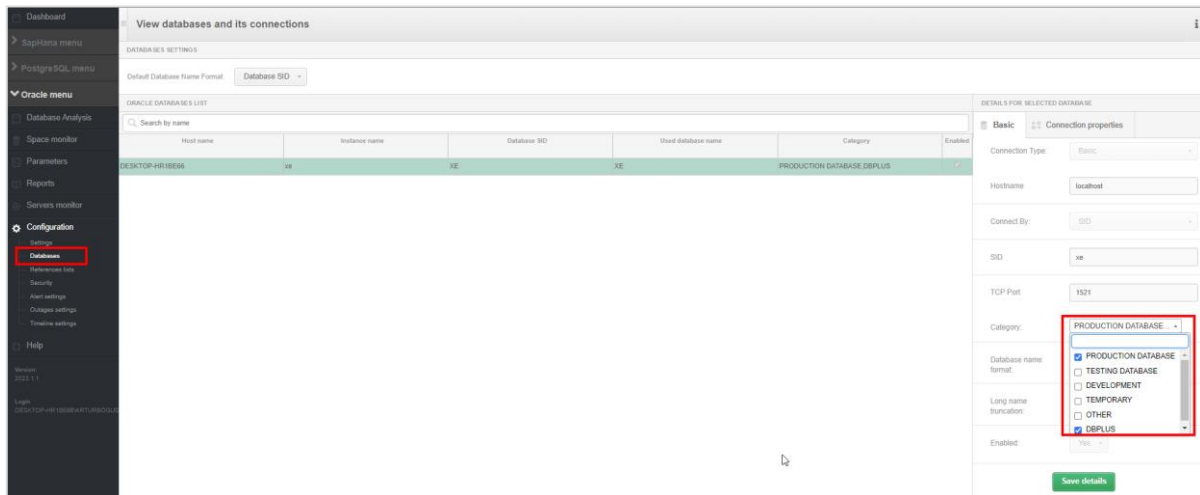 Dashboard
SapHana menu
PostgreSQL menu
Oracle menu
Database Analysis
Space monitor
Parameters
Reports
Servers monitor
Configuration
Settings
Databases
References lists
Security
Alert settings
Outages settings
Timeline settings
Help
Version
2023.1.1
Login
View databases and its connections
DATABASES SETTINGS
Default Database Name Format Database SID
ORACLE DATABASES LIST
Search by name
Host name Instance name Database SID Used database name Category Enabled
DESKTOP-HR1BE66 xe XE XE PRODUCTION DATABASE,DBPLUS
DETAILS FOR SELECTED DATABASE
Basic Connection properties
Connection Type: Basic
Hostname localhost
Connect By: SID
SID xe
TCP Port 1521
Category: PRODUCTION DATABASE...
PRODUCTION DATABASE
TESTING DATABASE
DEVELOPMENT
TEMPORARY
OTHER
DBPLUS
Database name
format:
Long name
truncation:
Enabled Yes
Save details